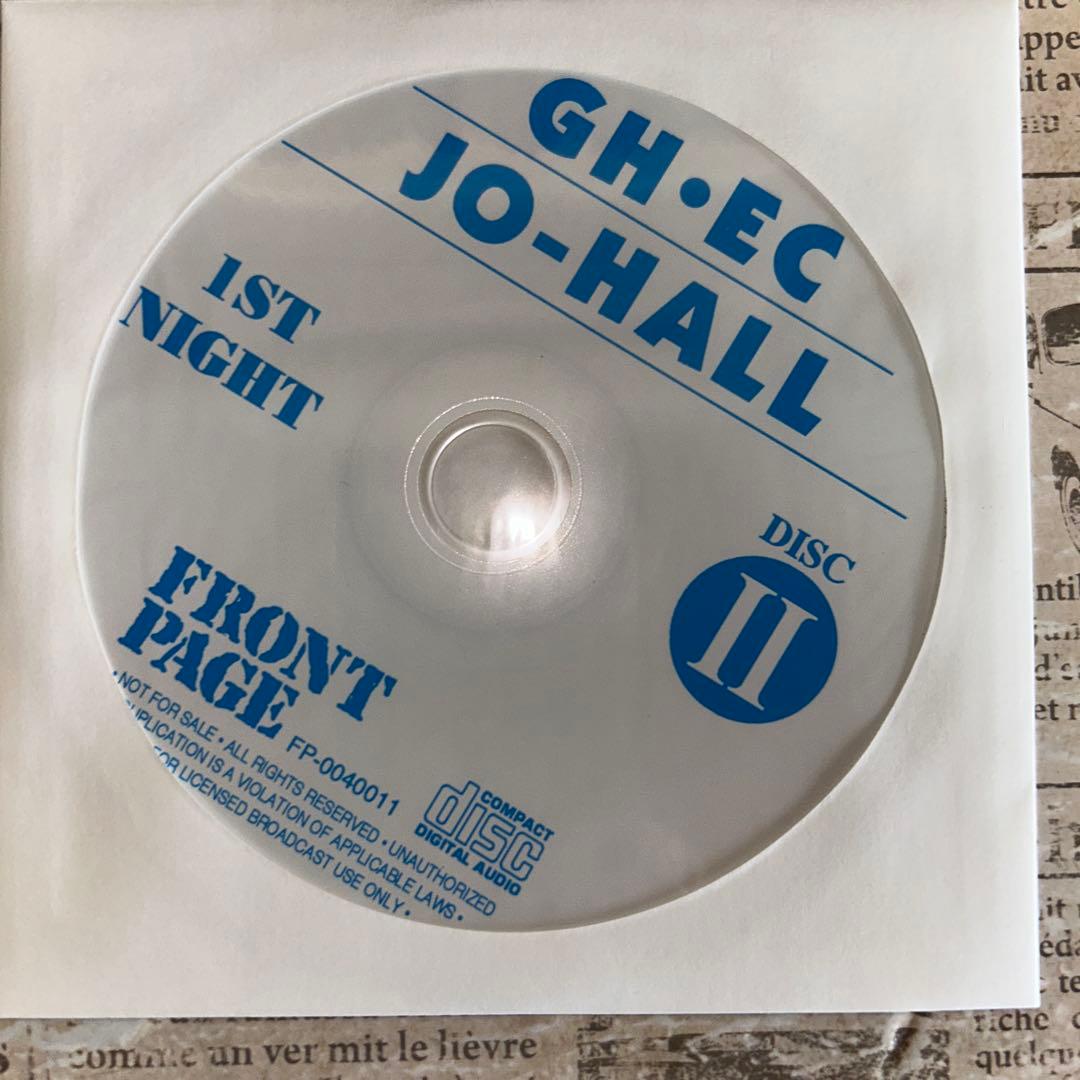 GH•EC
JO-HALL
1ST
NIGHT
DISC
II
FRONT
PAGE
FP-0040011
•NOT FOR SALE • ALL RIGHTS RESERVED • UNAUTHORIZED
DUPLICATION IS A VIOLATION OF APPLICABLE LAWS •
FOR LICENSED BROADCAST USE ONLY •
COMPACT
disc
DIGITAL AUDIO
comme un ver mit le lièvre
riche
et